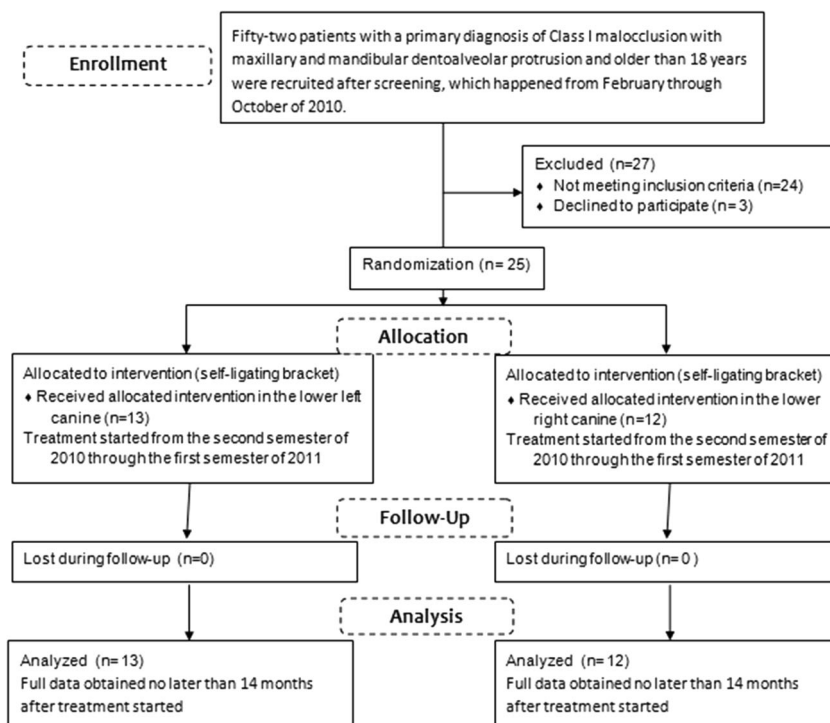 Enrollment
Fifty-two patients with a primary diagnosis of Class I malocclusion with
maxillary and mandibular dentoalveolar protrusion and older than 18 years
were recruited after screening, which happened from February through
October of 2010.
Excluded (n=27)
♦ Not meeting inclusion criteria (n=24)
♦ Declined to participate (n= 3)
Randomization (n= 25)
Allocation
Allocated to intervention (self-ligating bracket)
♦ Received allocated intervention in the lower left
canine (n=13)
Treatment started from the second semester of
2010 through the first semester of 2011
Allocated to intervention (self-ligating bracket)
♦ Received allocated intervention in the lower
right canine (n=12)
Treatment started from the second semester of
2010 through the first semester of 2011
Follow-Up
Lost during follow-up (n=0)
Lost during follow-up (n= 0 )
Analysis
Analyzed (n= 13)
Full data obtained no later than 14 months
after treatment started
Analyzed (n= 12)
Full data obtained no later than 14 months
after treatment started